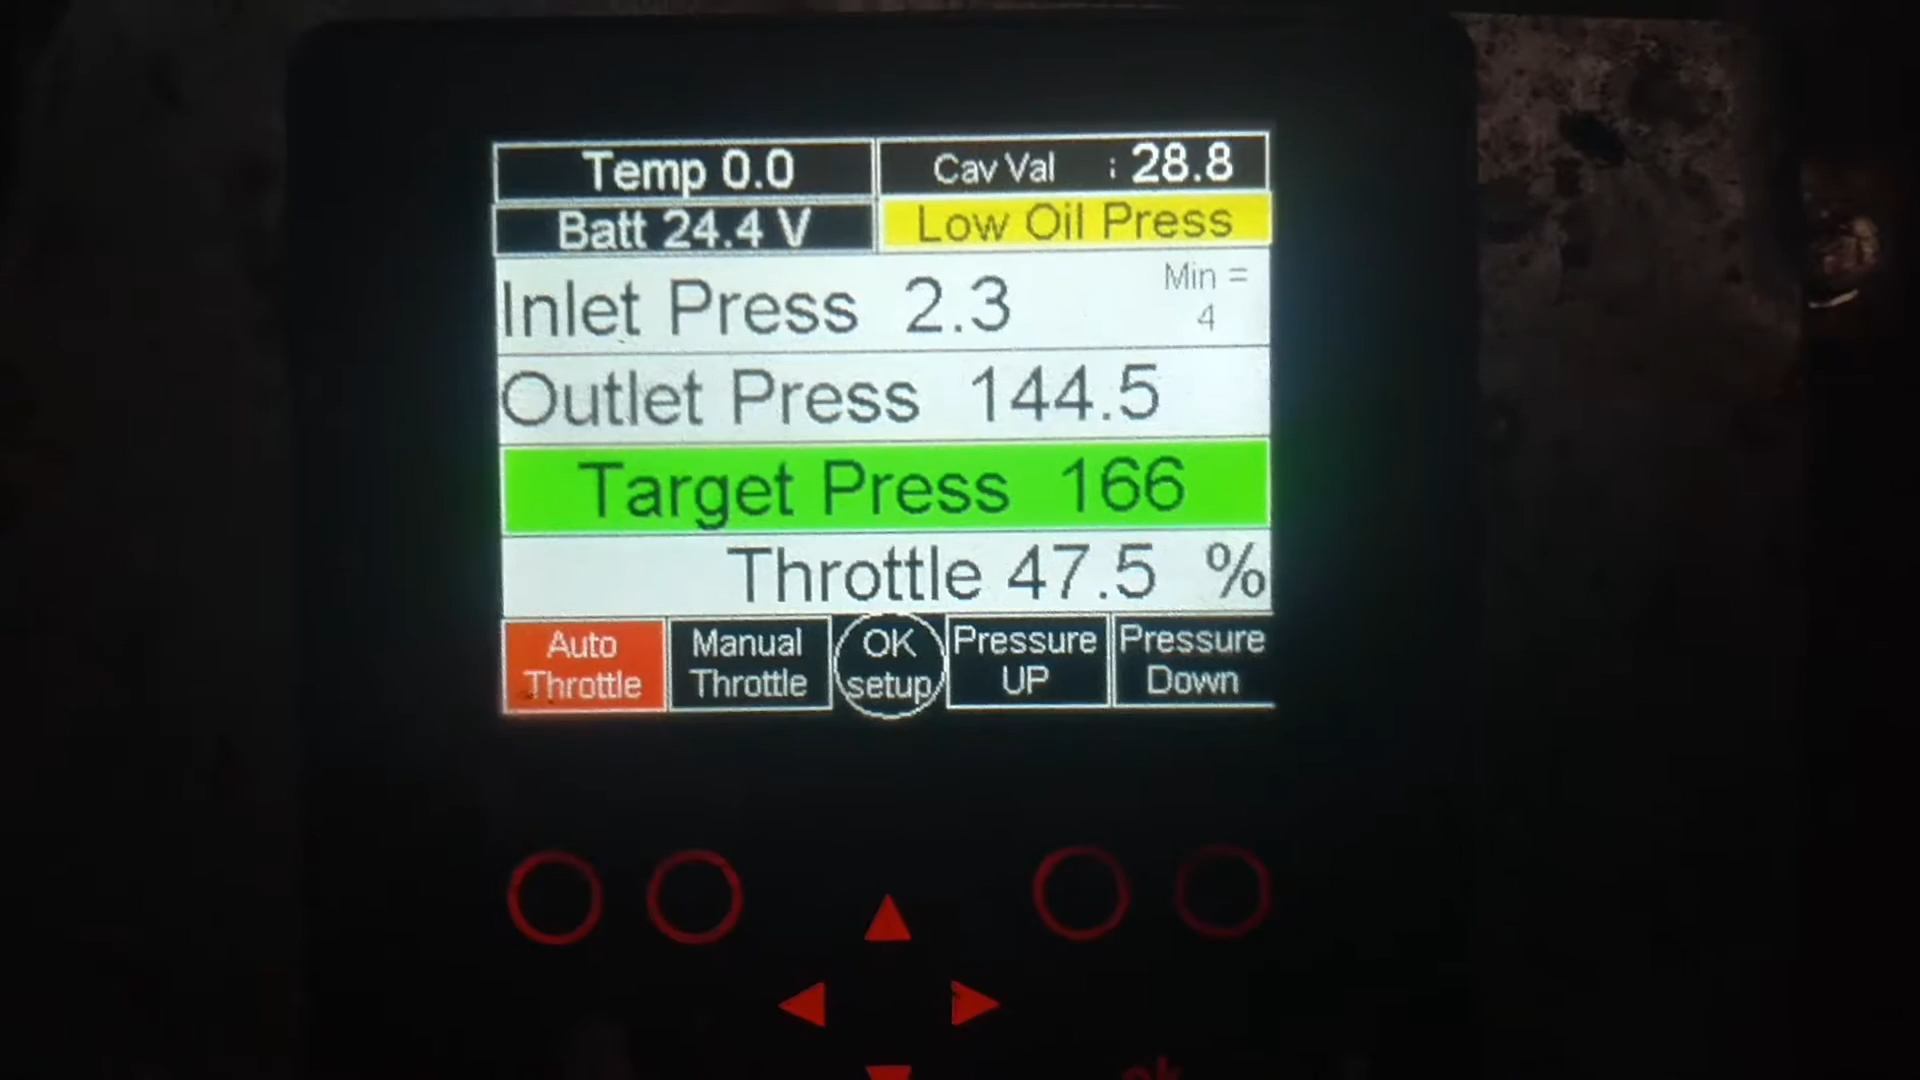 Temp 0.0
Cav Val : 28.8
Batt 24.4 V
Low Oil Press
Inlet Press 2.3
Min =
4
Outlet Press 144.5
Target Press 166
Throttle 47.5 %
Auto
Throttle
Manual
Throttle
OK
setup
Pressure
UP
Pressure
Down
ok